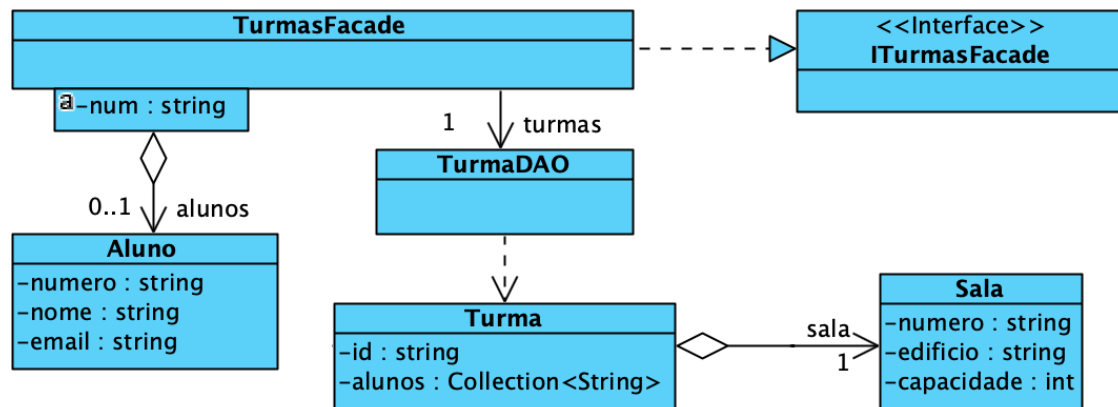 TurmasFacade
<<Interface>>
ITurmasFacade
a -num : string
1 turmas
TurmaDAO
0..1 alunos
Aluno
-numero : string
-nome : string
-email : string
Turma
-id : string
-alunos : Collection<String>
sala
1
Sala
-numero : string
-edificio : string
-capacidade : int